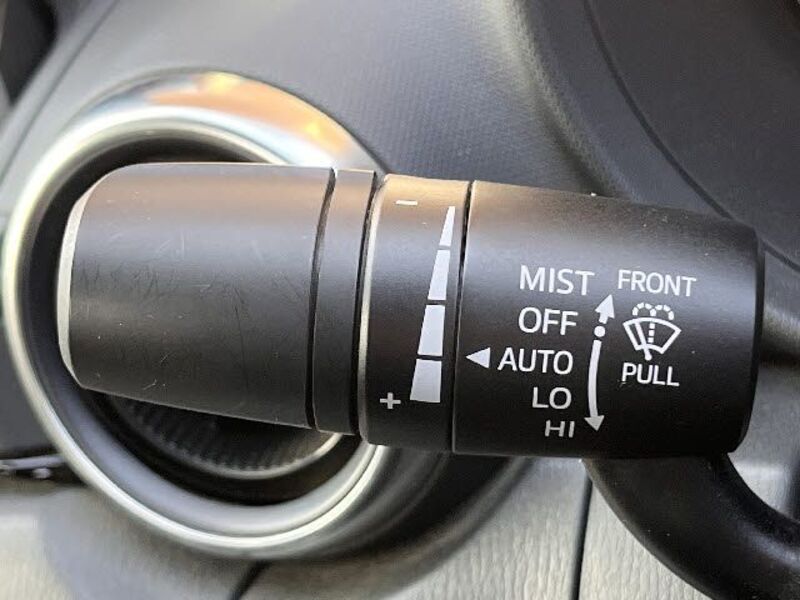 −
+
MIST
OFF
AUTO
LO
HI
FRONT
PULL